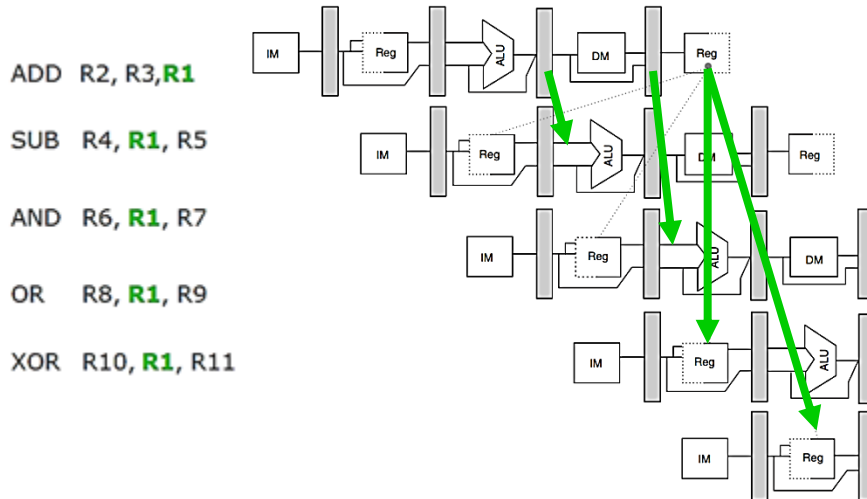 IM Reg ALU DM Reg
ADD R2, R3,R1
IM Reg ALU DM Reg
SUB R4, R1, R5
IM Reg ALU DM
AND R6, R1, R7
OR R8, R1, R9
IM Reg ALU
XOR R10, R1, R11
IM Reg